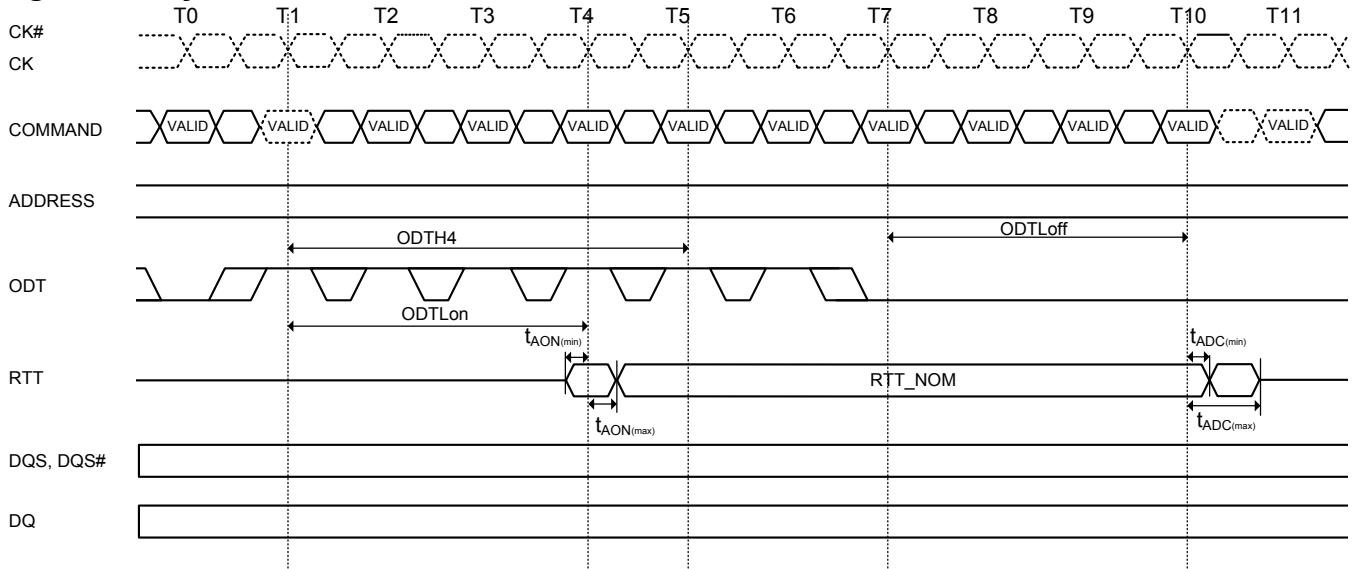 T0 T1 T2 T3 T4 T5 T6 T7 T8 T9 T10 T11
CK#
CK
COMMAND VALID VALID VALID VALID VALID VALID VALID VALID VALID VALID VALID VALID
ADDRESS
ODTH4 ODTLoff
ODT
ODTLon
tAON(min) tADC(min)
RTT RTT_NOM
tAON(max) tADC(max)
DQS, DQS#
DQ